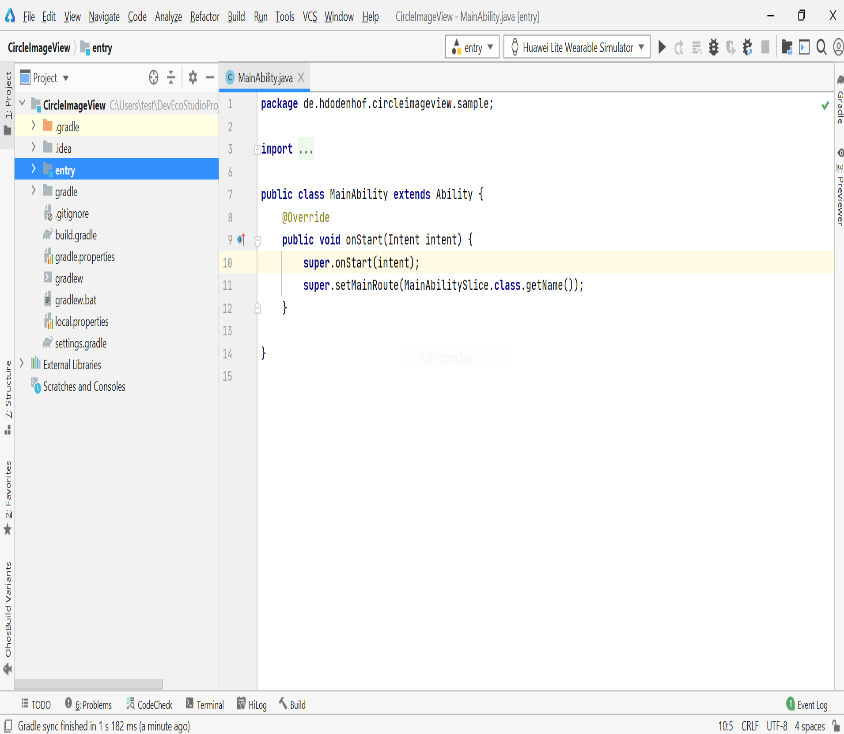 File Edit View Navigate Code Analyze Refactor Build Run Tools VCS Window Help CircleImageView - MainAbility.java [entry]
CircleImageView entry
entry Huawei Lite Wearable Simulator
Project
MainAbility.java
1: Project
Z: Structure
2: Favorites
OhosBuild Variants
CircleImageView C:\Users\test\DevEcoStudioPro
.gradle
.idea
entry
gradle
.gitignore
build.gradle
gradle.properties
gradlew
gradlew.bat
local.properties
settings.gradle
External Libraries
Scratches and Consoles
1 package de.hdodenhof.circleimageview.sample;
2
3 import ...
6
7 public class MainAbility extends Ability {
8 @Override
9 public void onStart(Intent intent) {
10 super.onStart(intent);
11 super.setMainRoute(MainAbilitySlice.class.getName());
12 }
13
14 }
15
Gradle
Previewer
TODO 6: Problems CodeCheck Terminal HiLog Build
1 Event Log
Gradle sync finished in 1 s 182 ms (a minute ago)
10:5 CRLF UTF-8 4 spaces